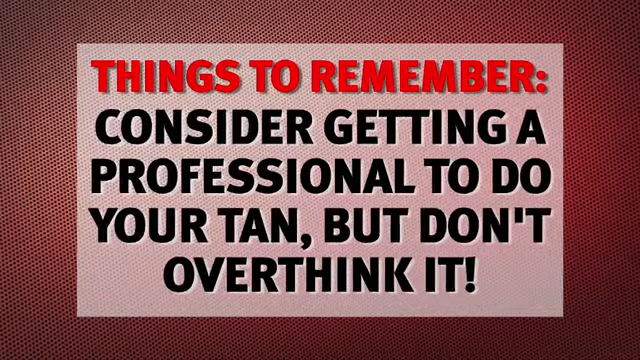 THINGS TO REMEMBER:
CONSIDER GETTING A
PROFESSIONAL TO DO
YOUR TAN, BUT DON'T
OVERTHINK IT!